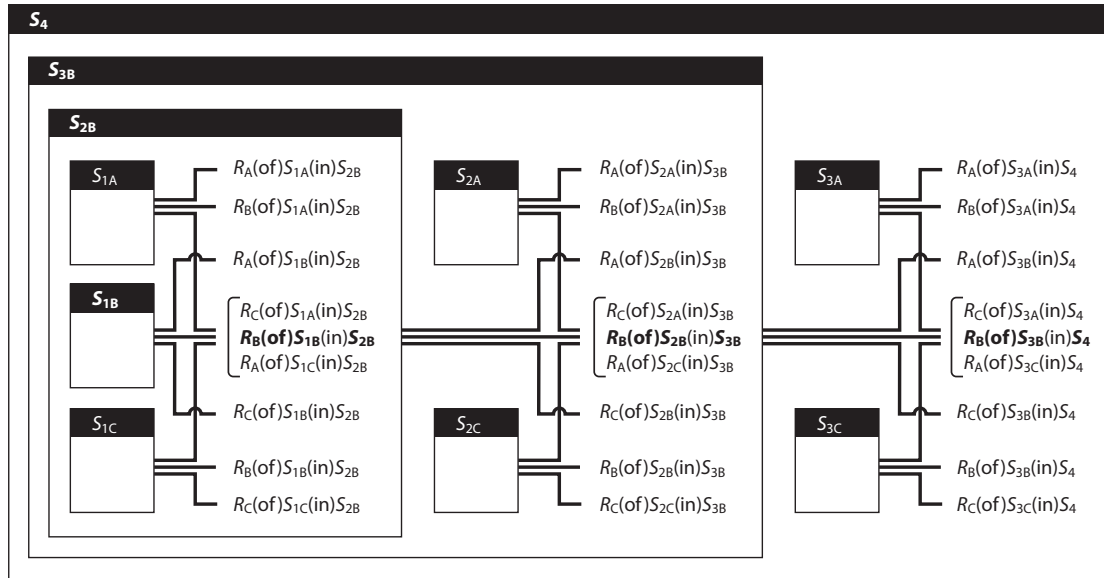 S4
S3B
S2B
S1A
RA(of)S1A(in)S2B
RB(of)S1A(in)S2B
RA(of)S1B(in)S2B
S1B
RC(of)S1A(in)S2B
RB(of)S1B(in)S2B
RA(of)S1C(in)S2B
RC(of)S1B(in)S2B
S1C
RB(of)S1B(in)S2B
RC(of)S1C(in)S2B
S2A
RA(of)S2A(in)S3B
RB(of)S2A(in)S3B
RA(of)S2B(in)S3B
RC(of)S2A(in)S3B
RB(of)S2B(in)S3B
RA(of)S2C(in)S3B
RC(of)S2B(in)S3B
S2C
RB(of)S2B(in)S3B
RC(of)S2C(in)S3B
S3A
RA(of)S3A(in)S4
RB(of)S3A(in)S4
RA(of)S3B(in)S4
RC(of)S3A(in)S4
RB(of)S3B(in)S4
RA(of)S3C(in)S4
RC(of)S3B(in)S4
S3C
RB(of)S3B(in)S4
RC(of)S3C(in)S4